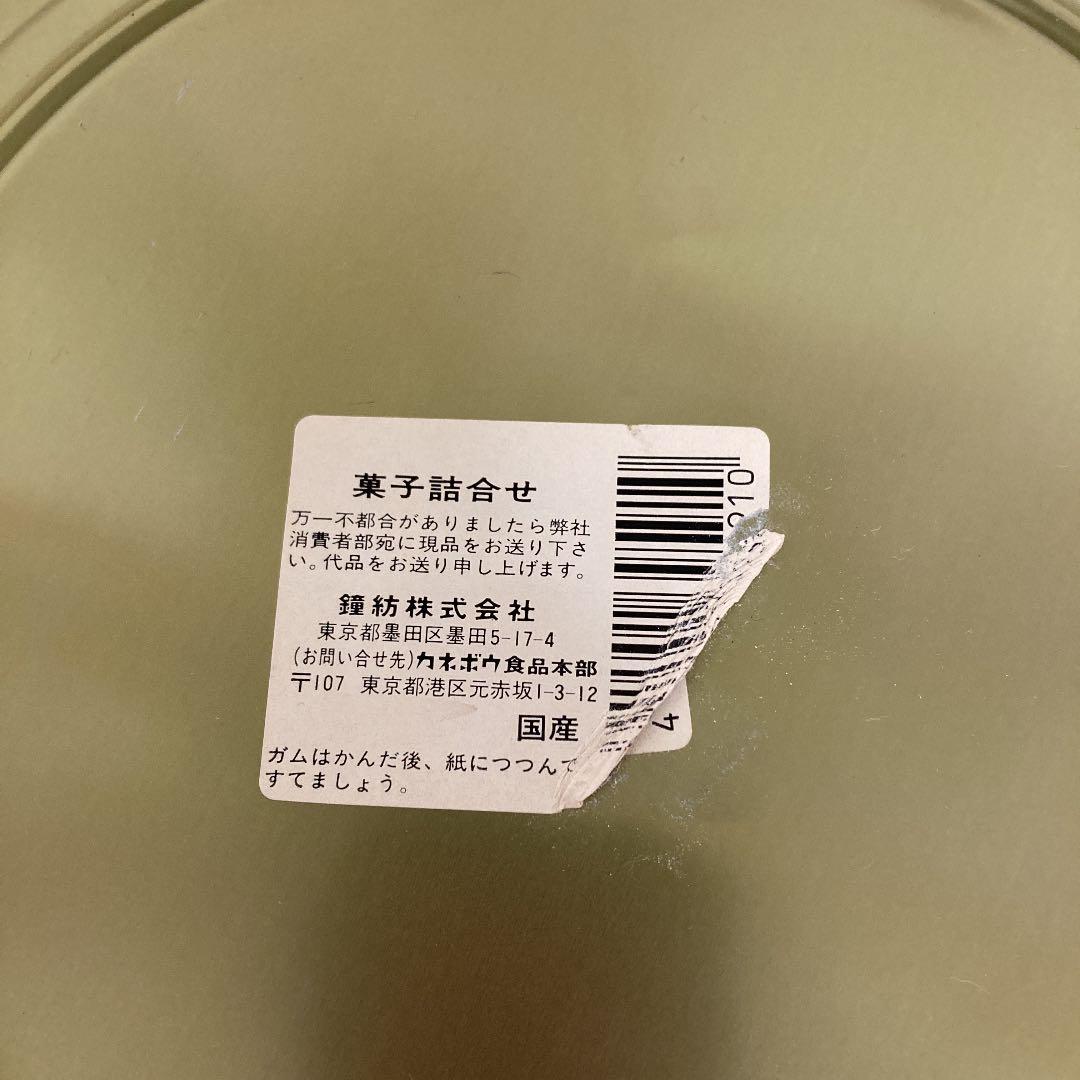 菓子詰合せ
万一不都合がありましたら弊社
消費者部宛に現品をお送り下さ
い。代品をお送り申し上げます。
鐘紡株式会社
東京都墨田区墨田5-17-4
(お問い合せ先)カネボウ食品本部
〒107 東京都港区元赤坂1-3-12
国産
ガムはかんだ後、紙につつんで
すてましょう。
210
4